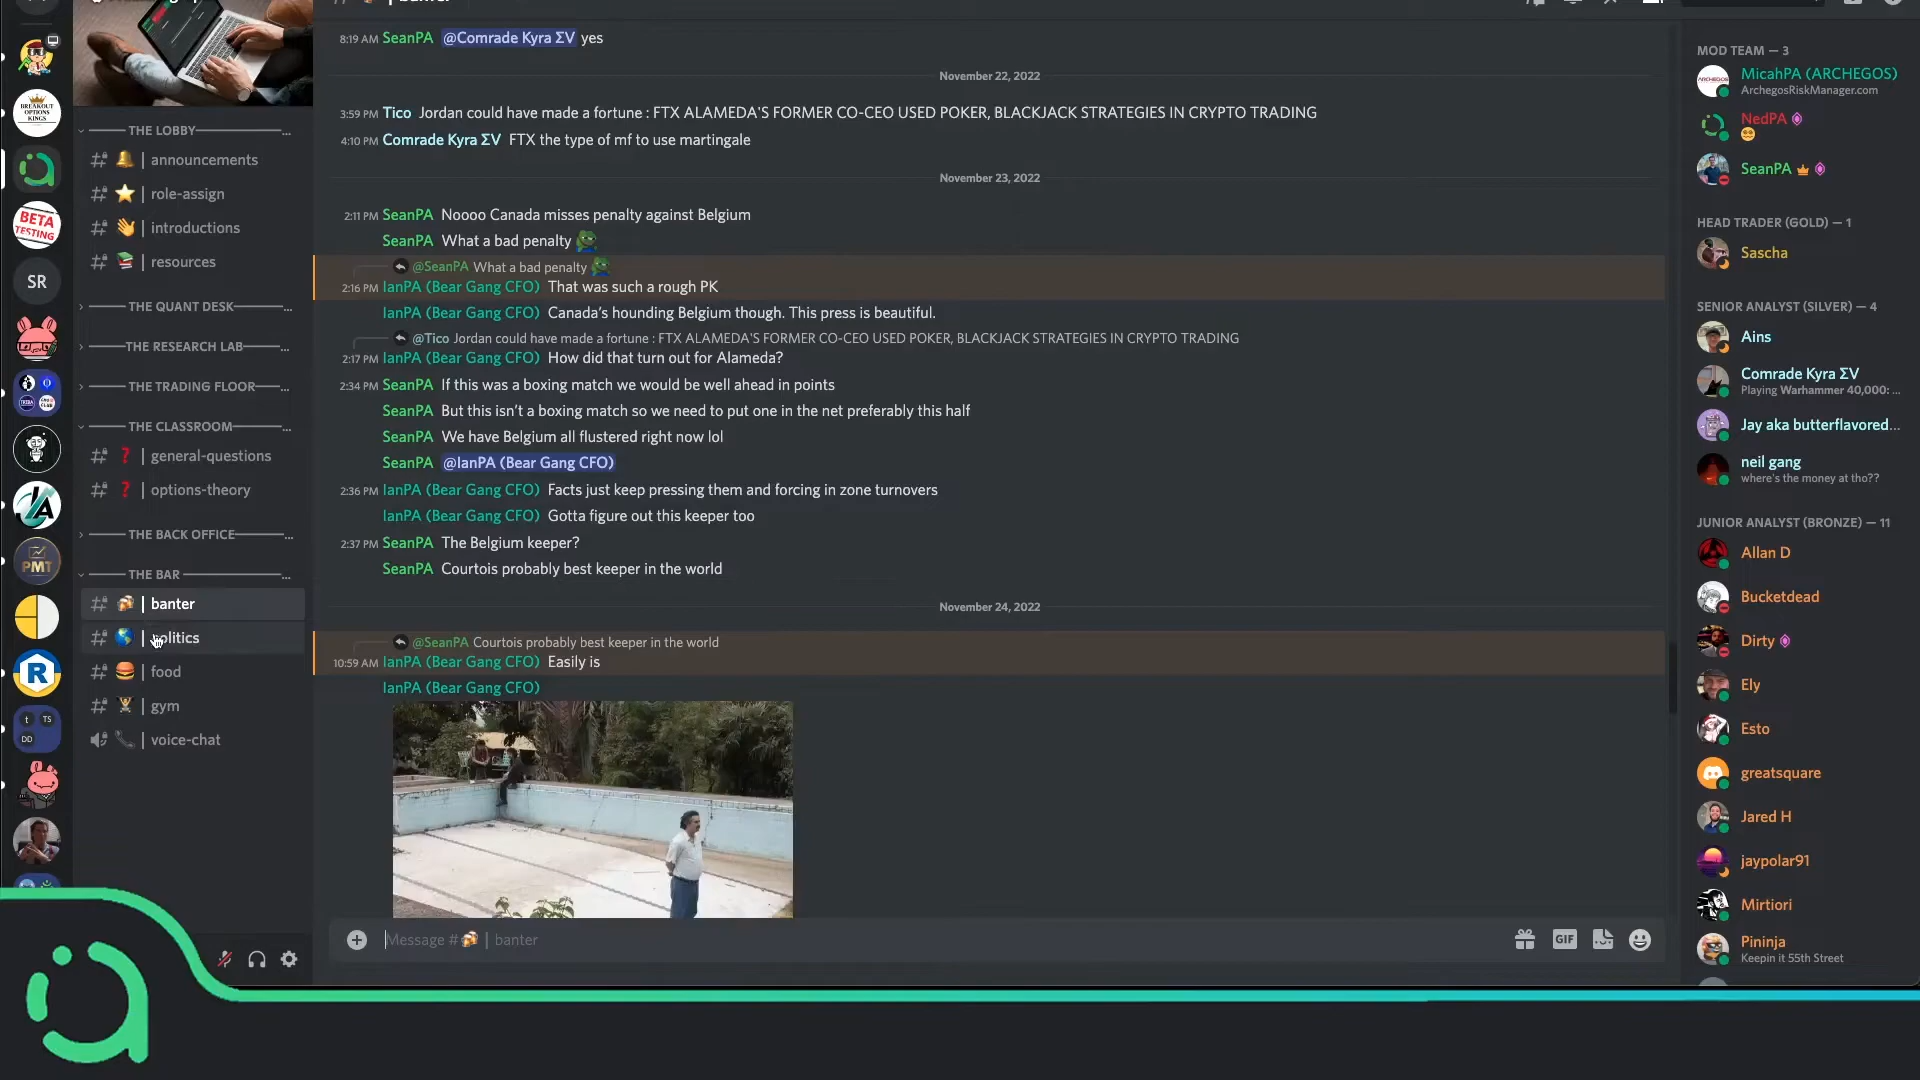 8:19 AM SeanPA @Comrade Kyra ΣV yes
November 22, 2022
3:59 PM Tico Jordan could have made a fortune : FTX ALAMEDA'S FORMER CO-CEO USED POKER, BLACKJACK STRATEGIES IN CRYPTO TRADING
4:10 PM Comrade Kyra ΣV FTX the type of mf to use martingale
November 23, 2022
2:11 PM SeanPA Noooo Canada misses penalty against Belgium
SeanPA What a bad penalty
@SeanPA What a bad penalty
2:16 PM IanPA (Bear Gang CFO) That was such a rough PK
IanPA (Bear Gang CFO) Canada's hounding Belgium though. This press is beautiful.
@Tico Jordan could have made a fortune : FTX ALAMEDA'S FORMER CO-CEO USED POKER, BLACKJACK STRATEGIES IN CRYPTO TRADING
2:17 PM IanPA (Bear Gang CFO) How did that turn out for Alameda?
2:34 PM SeanPA If this was a boxing match we would be well ahead in points
SeanPA But this isn't a boxing match so we need to put one in the net preferably this half
SeanPA We have Belgium all flustered right now lol
SeanPA @IanPA (Bear Gang CFO)
2:36 PM IanPA (Bear Gang CFO) Facts just keep pressing them and forcing in zone turnovers
IanPA (Bear Gang CFO) Gotta figure out this keeper too
2:37 PM SeanPA The Belgium keeper?
SeanPA Courtois probably best keeper in the world
November 24, 2022
@SeanPA Courtois probably best keeper in the world
10:59 AM IanPA (Bear Gang CFO) Easily is
IanPA (Bear Gang CFO)
Message # | banter
GIF
THE LOBBY
# | announcements
# | role-assign
# | introductions
# | resources
THE QUANT DESK
THE RESEARCH LAB
THE TRADING FLOOR
THE CLASSROOM
# ❓ | general-questions
# ❓ | options-theory
THE BACK OFFICE
THE BAR
# | banter
# | politics
# | food
# | gym
| voice-chat
BREAKOUT
OPTIONS
KINGS
BETA
TESTING
SR
JA
PMT
R
t TS
DD
MOD TEAM — 3
MicahPA (ARCHEGOS)
ArchegosRiskManager.com
NedPA
SeanPA
HEAD TRADER (GOLD) — 1
Sascha
SENIOR ANALYST (SILVER) — 4
Ains
Comrade Kyra ΣV
Playing Warhammer 40,000: ...
Jay aka butterflavored...
neil gang
where's the money at tho??
JUNIOR ANALYST (BRONZE) — 11
Allan D
Bucketdead
Dirty
Ely
Esto
greatsquare
Jared H
jaypolar91
Mirtiori
Pininja
Keepin it 55th Street